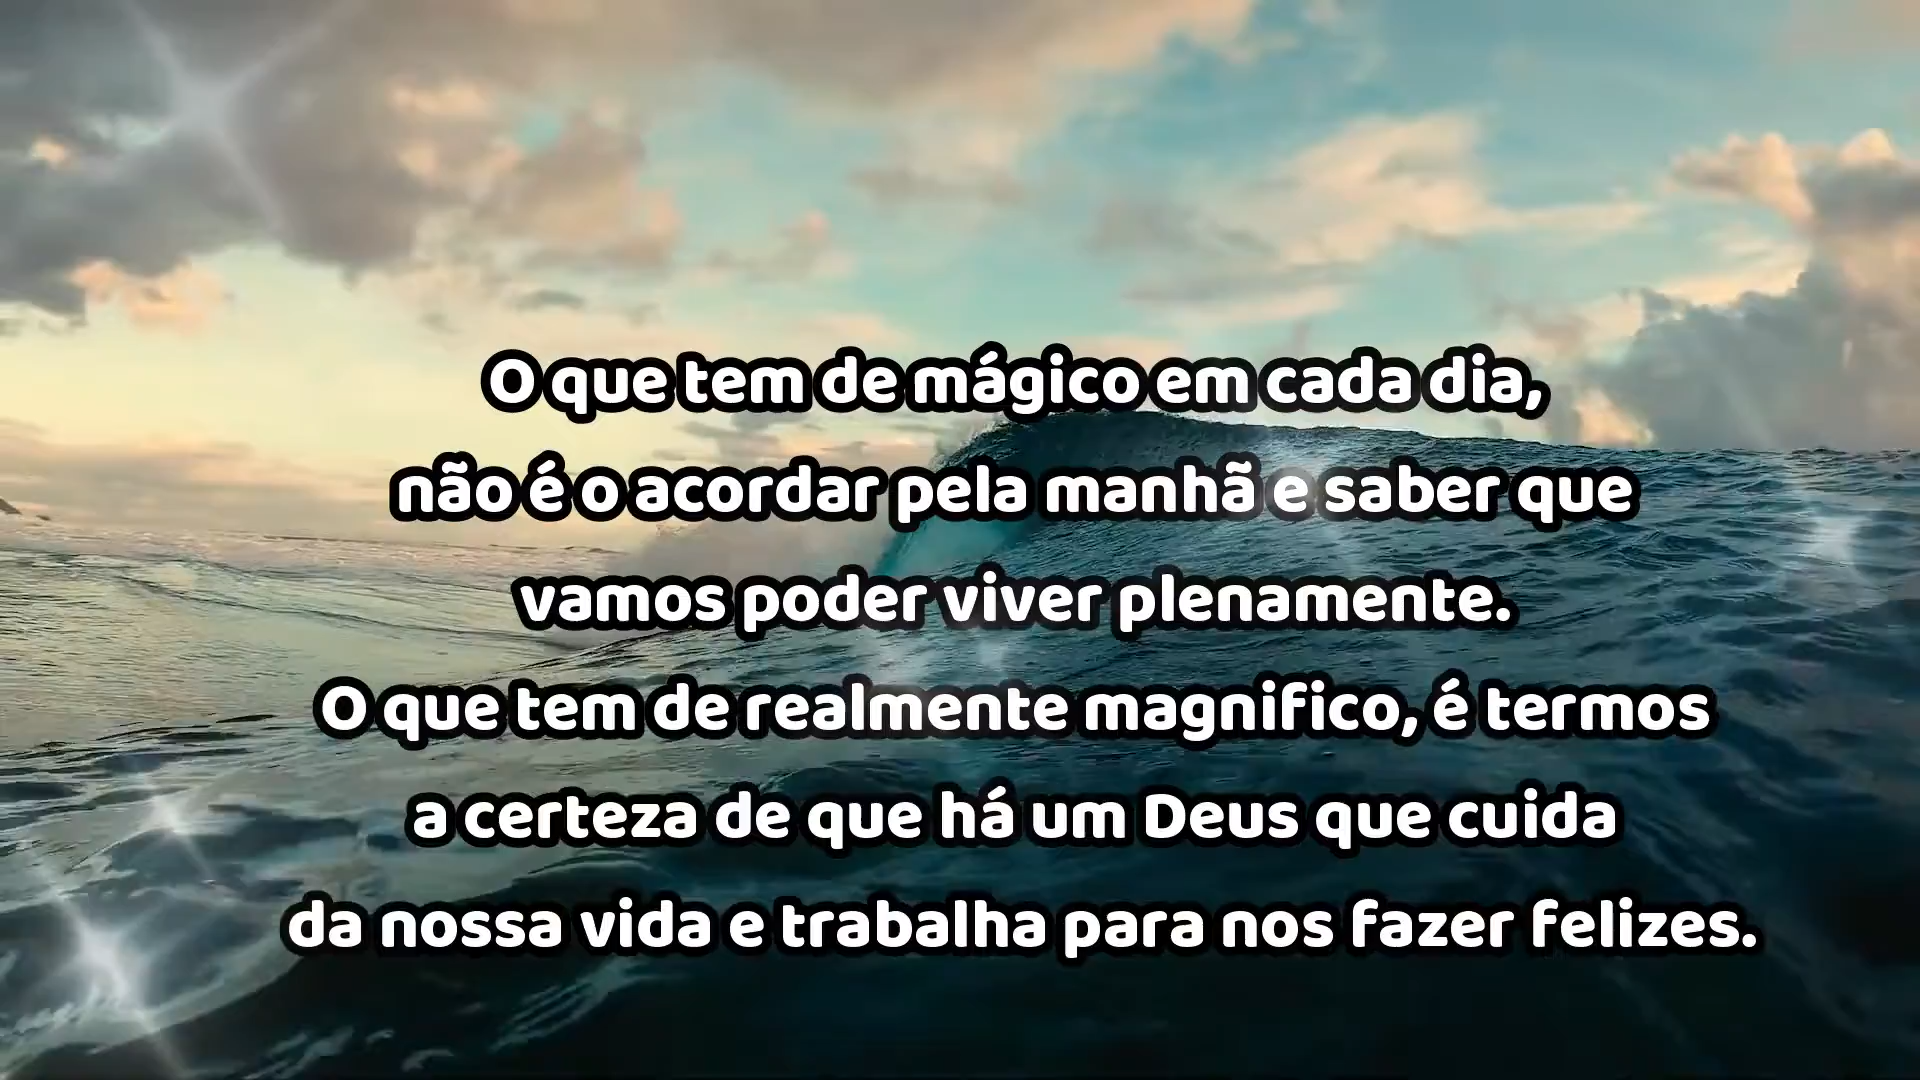 O que tem de mágico em cada dia,
não é o acordar pela manhã e saber que
vamos poder viver plenamente.
O que tem de realmente magnifico, é termos
a certeza de que há um Deus que cuida
da nossa vida e trabalha para nos fazer felizes.